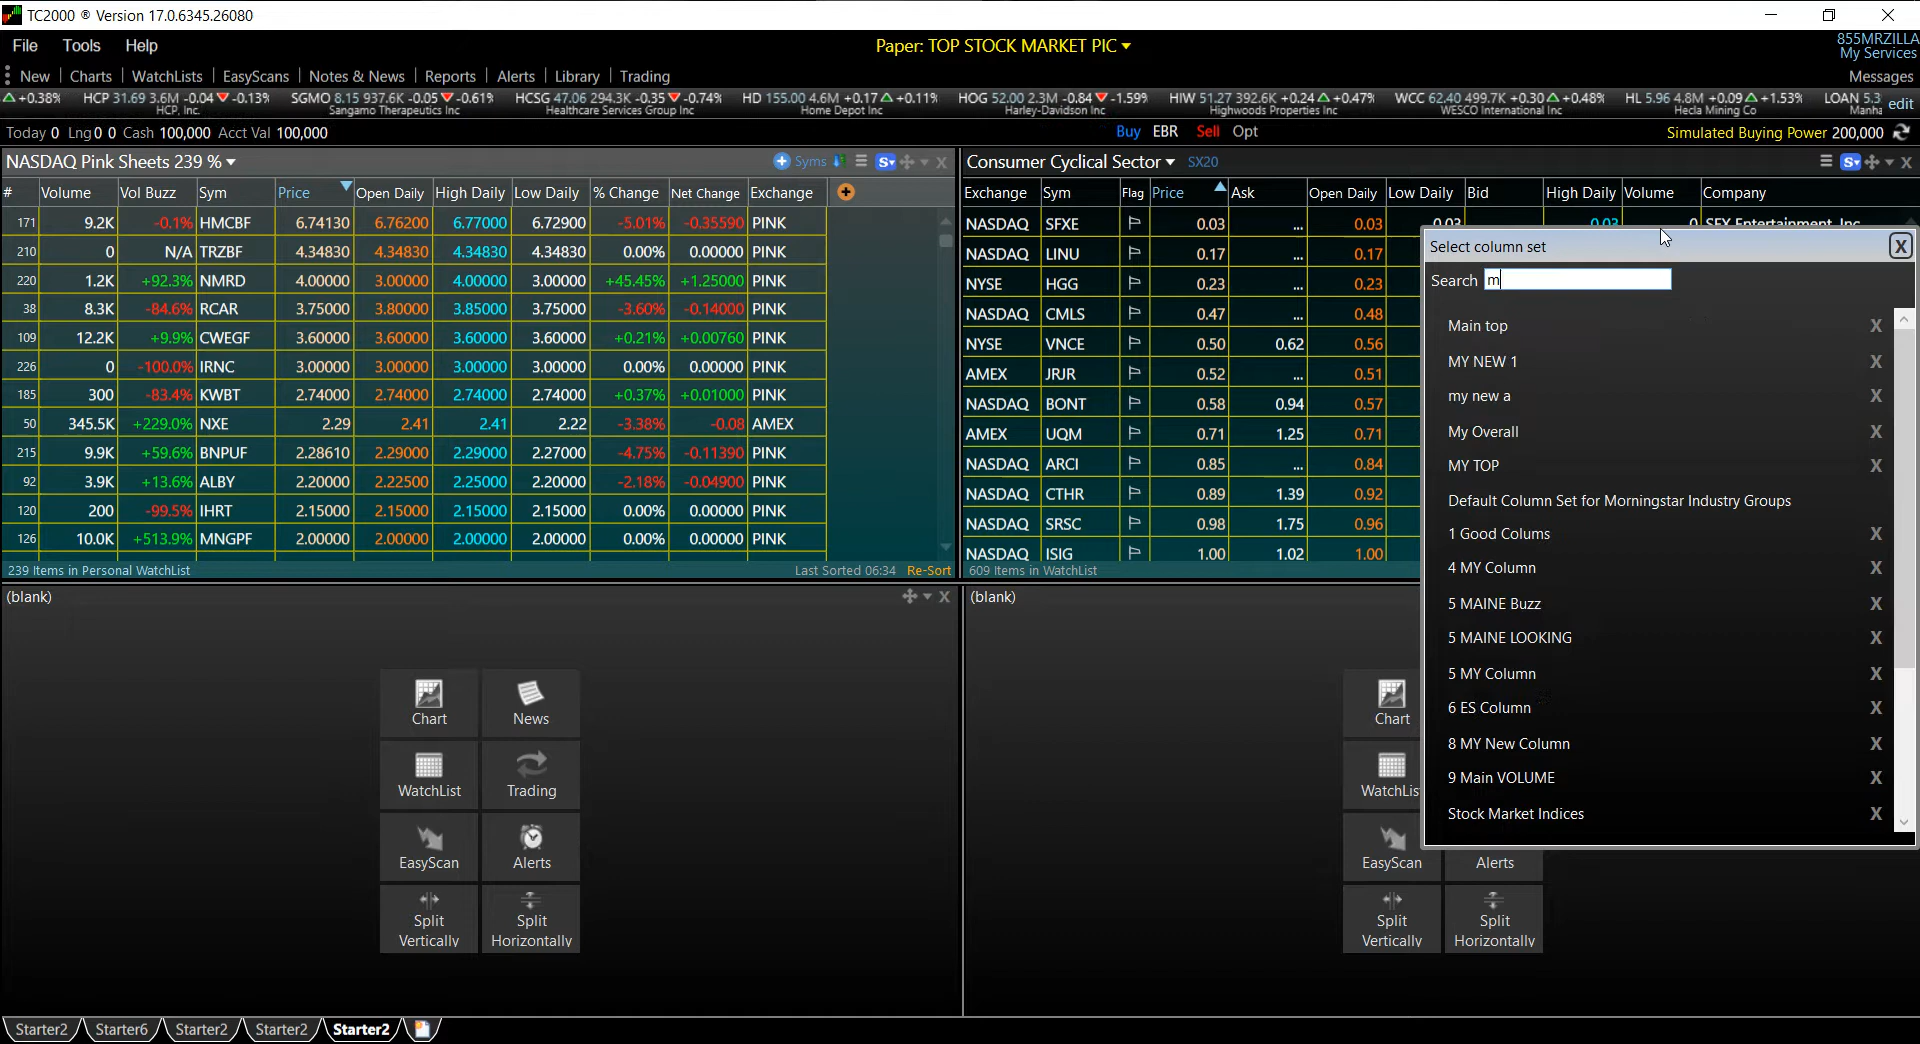 TC2000 ® Version 17.0.6345.26080
File Tools Help
Paper: TOP STOCK MARKET PIC
855MRZILLA
My Services
New Charts WatchLists EasyScans Notes & News Reports Alerts Library Trading
Messages
+0.38% HCP 31.69 3.6M -0.04 -0.13% SGMO 8.15 937.6K -0.05 -0.61% HCSG 47.06 294.3K -0.35 -0.74% HD 155.00 4.6M +0.17 +0.11% HOG 52.00 2.3M -0.84 -1.59% HIW 51.27 392.6K +0.24 +0.47% WCC 62.40 499.7K +0.30 +0.48% HL 5.96 4.8M +0.09 +1.53% LOAN 5.3 edit
HCP, Inc. Sangamo Therapeutics Inc Healthcare Services Group Inc Home Depot Inc Harley-Davidson Inc Highwoods Properties Inc WESCO International Inc Hecla Mining Co Manha
Today 0 Lng0 0 Cash 100,000 Acct Val 100,000
Buy EBR Sell Opt
Simulated Buying Power 200,000
NASDAQ Pink Sheets 239 %
Syms S
# Volume Vol Buzz Sym Price Open Daily High Daily Low Daily % Change Net Change Exchange
171 9.2K -0.1% HMCBF 6.74130 6.76200 6.77000 6.72900 -5.01% -0.35590 PINK
210 0 N/A TRZBF 4.34830 4.34830 4.34830 4.34830 0.00% 0.00000 PINK
220 1.2K +92.3% NMRD 4.00000 3.00000 4.00000 3.00000 +45.45% +1.25000 PINK
38 8.3K -84.6% RCAR 3.75000 3.80000 3.85000 3.75000 -3.60% -0.14000 PINK
109 12.2K +9.9% CWEGF 3.60000 3.60000 3.60000 3.60000 +0.21% +0.00760 PINK
226 0 -100.0% IRNC 3.00000 3.00000 3.00000 3.00000 0.00% 0.00000 PINK
185 300 -83.4% KWBT 2.74000 2.74000 2.74000 2.74000 +0.37% +0.01000 PINK
50 345.5K +229.0% NXE 2.29 2.41 2.41 2.22 -3.38% -0.08 AMEX
215 9.9K +59.6% BNPUF 2.28610 2.29000 2.29000 2.27000 -4.75% -0.11390 PINK
92 3.9K +13.6% ALBY 2.20000 2.22500 2.25000 2.20000 -2.18% -0.04900 PINK
120 200 -99.5% IHRT 2.15000 2.15000 2.15000 2.15000 0.00% 0.00000 PINK
126 10.0K +513.9% MNGPF 2.00000 2.00000 2.00000 2.00000 0.00% 0.00000 PINK
239 Items in Personal WatchList
Last Sorted 06:34 Re-Sort
Consumer Cyclical Sector SX20
S
Exchange Sym Flag Price Ask Open Daily Low Daily Bid High Daily Volume Company
NASDAQ SFXE 0.03 ... 0.03 0.03 0.03 0 SFX Entertainment, Inc
NASDAQ LINU 0.17 ... 0.17
NYSE HGG 0.23 ... 0.23
NASDAQ CMLS 0.47 ... 0.48
NYSE VNCE 0.50 0.62 0.56
AMEX JRJR 0.52 ... 0.51
NASDAQ BONT 0.58 0.94 0.57
AMEX UQM 0.71 1.25 0.71
NASDAQ ARCI 0.85 ... 0.84
NASDAQ CTHR 0.89 1.39 0.92
NASDAQ SRSC 0.98 1.75 0.96
NASDAQ ISIG 1.00 1.02 1.00
609 Items in WatchList
Select column set
X
Search m
Main top X
MY NEW 1 X
my new a X
My Overall X
MY TOP X
Default Column Set for Morningstar Industry Groups
1 Good Colums X
4 MY Column X
5 MAINE Buzz X
5 MAINE LOOKING X
5 MY Column X
6 ES Column X
8 MY New Column X
9 Main VOLUME X
Stock Market Indices X
(blank)
Chart News
WatchList Trading
EasyScan Alerts
Split Split
Vertically Horizontally
(blank)
Chart
WatchLis
EasyScan Alerts
Split Split
Vertically Horizontally
Starter2 Starter6 Starter2 Starter2 Starter2